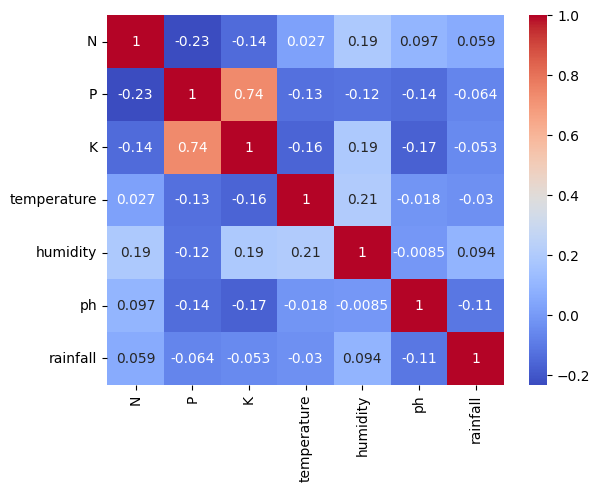 N 1 -0.23 -0.14 0.027 0.19 0.097 0.059
P -0.23 1 0.74 -0.13 -0.12 -0.14 -0.064
K -0.14 0.74 1 -0.16 0.19 -0.17 -0.053
temperature 0.027 -0.13 -0.16 1 0.21 -0.018 -0.03
humidity 0.19 -0.12 0.19 0.21 1 -0.0085 0.094
ph 0.097 -0.14 -0.17 -0.018 -0.0085 1 -0.11
rainfall 0.059 -0.064 -0.053 -0.03 0.094 -0.11 1
N P K temperature humidity ph rainfall
1.0
0.8
0.6
0.4
0.2
0.0
−0.2